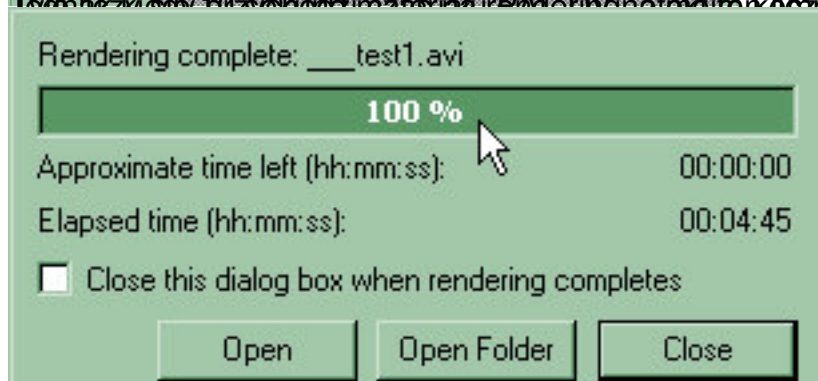 Rendering complete: ___test1.avi
100 %
Approximate time left (hh:mm:ss): 00:00:00
Elapsed time (hh:mm:ss): 00:04:45
Close this dialog box when rendering completes
Open Open Folder Close